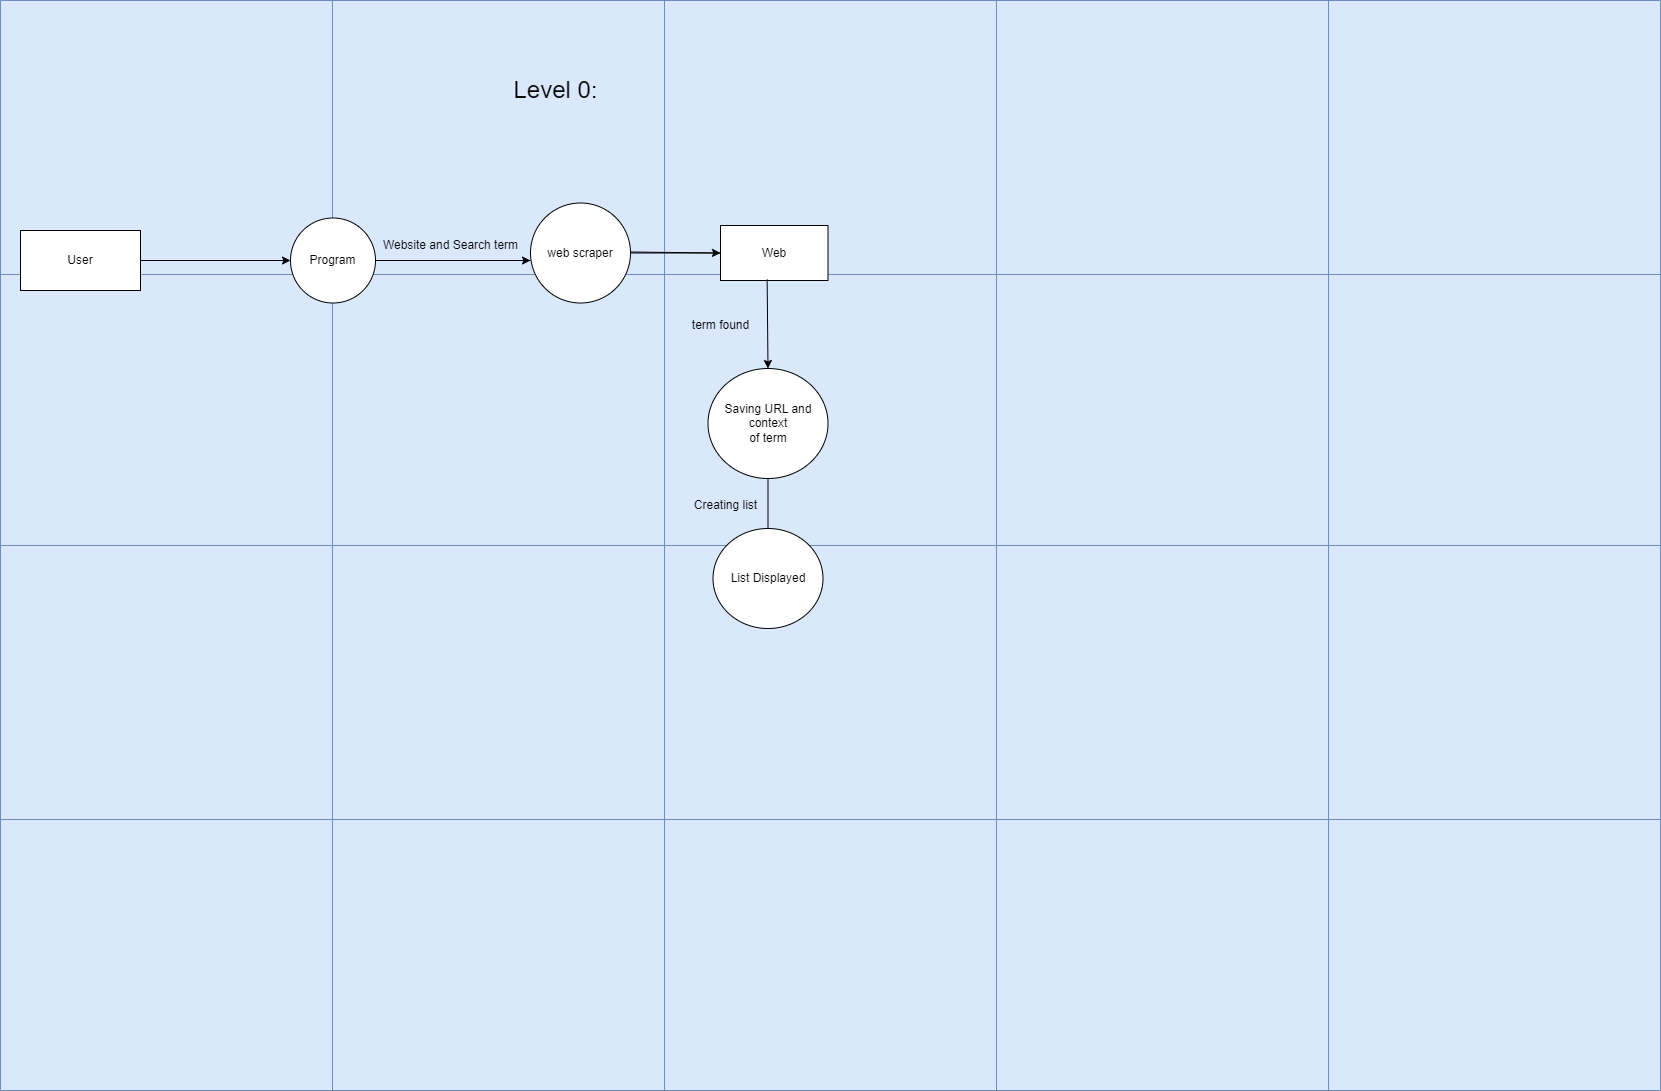 Level 0:
User
Program
Website and Search term
web scraper
Web
term found
Saving URL and
context
of term
Creating list
List Displayed